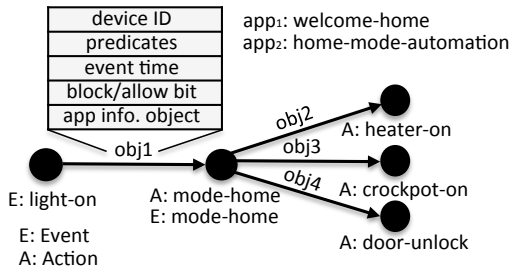 device ID
predicates
event time
block/allow bit
app info. object
app₁: welcome-home
app₂: home-mode-automation
obj1
obj2
obj3
obj4
A: heater-on
A: crockpot-on
A: door-unlock
E: light-on
A: mode-home
E: mode-home
E: Event
A: Action